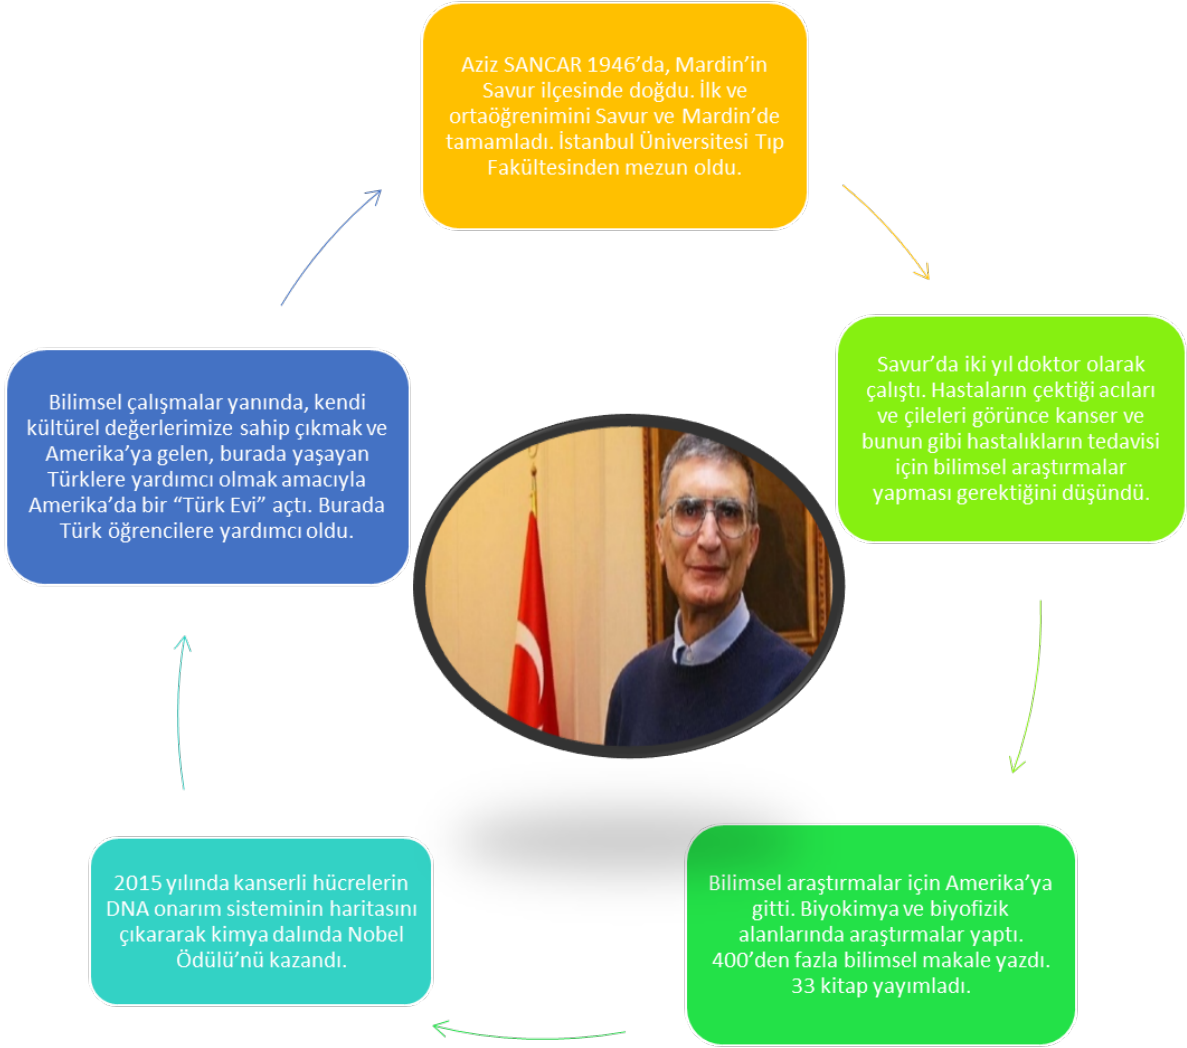 Aziz SANCAR 1946’da, Mardin’in
Savur ilçesinde doğdu. İlk ve
ortaöğrenimini Savur ve Mardin’de
tamamladı. İstanbul Üniversitesi Tıp
Fakültesinden mezun oldu.
Savur’da iki yıl doktor olarak
çalıştı. Hastaların çektiği acıları
ve çileleri görünce kanser ve
bunun gibi hastalıkların tedavisi
için bilimsel araştırmalar
yapması gerektiğini düşündü.
Bilimsel araştırmalar için Amerika’ya
gitti. Biyokimya ve biyofizik
alanlarında araştırmalar yaptı.
400’den fazla bilimsel makale yazdı.
33 kitap yayımladı.
2015 yılında kanserli hücrelerin
DNA onarım sisteminin haritasını
çıkararak kimya dalında Nobel
Ödülü’nü kazandı.
Bilimsel çalışmalar yanında, kendi
kültürel değerlerimize sahip çıkmak ve
Amerika’ya gelen, burada yaşayan
Türklere yardımcı olmak amacıyla
Amerika’da bir “Türk Evi” açtı. Burada
Türk öğrencilere yardımcı oldu.